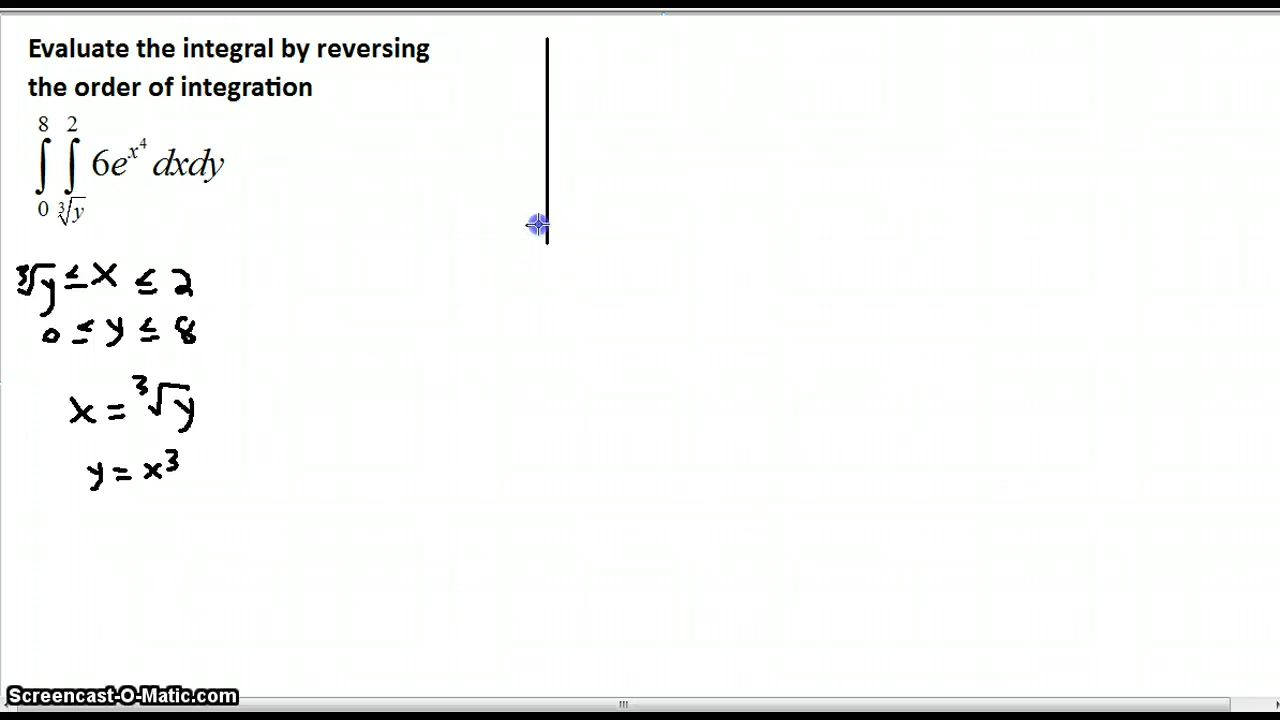 Evaluate the integral by reversing
the order of integration
∫₀⁸ ∫_{∛y}² 6e^{x⁴} dxdy
∛y ≤ x ≤ 2
0 ≤ y ≤ 8
x = ∛y
y = x³
Screencast-O-Matic.com